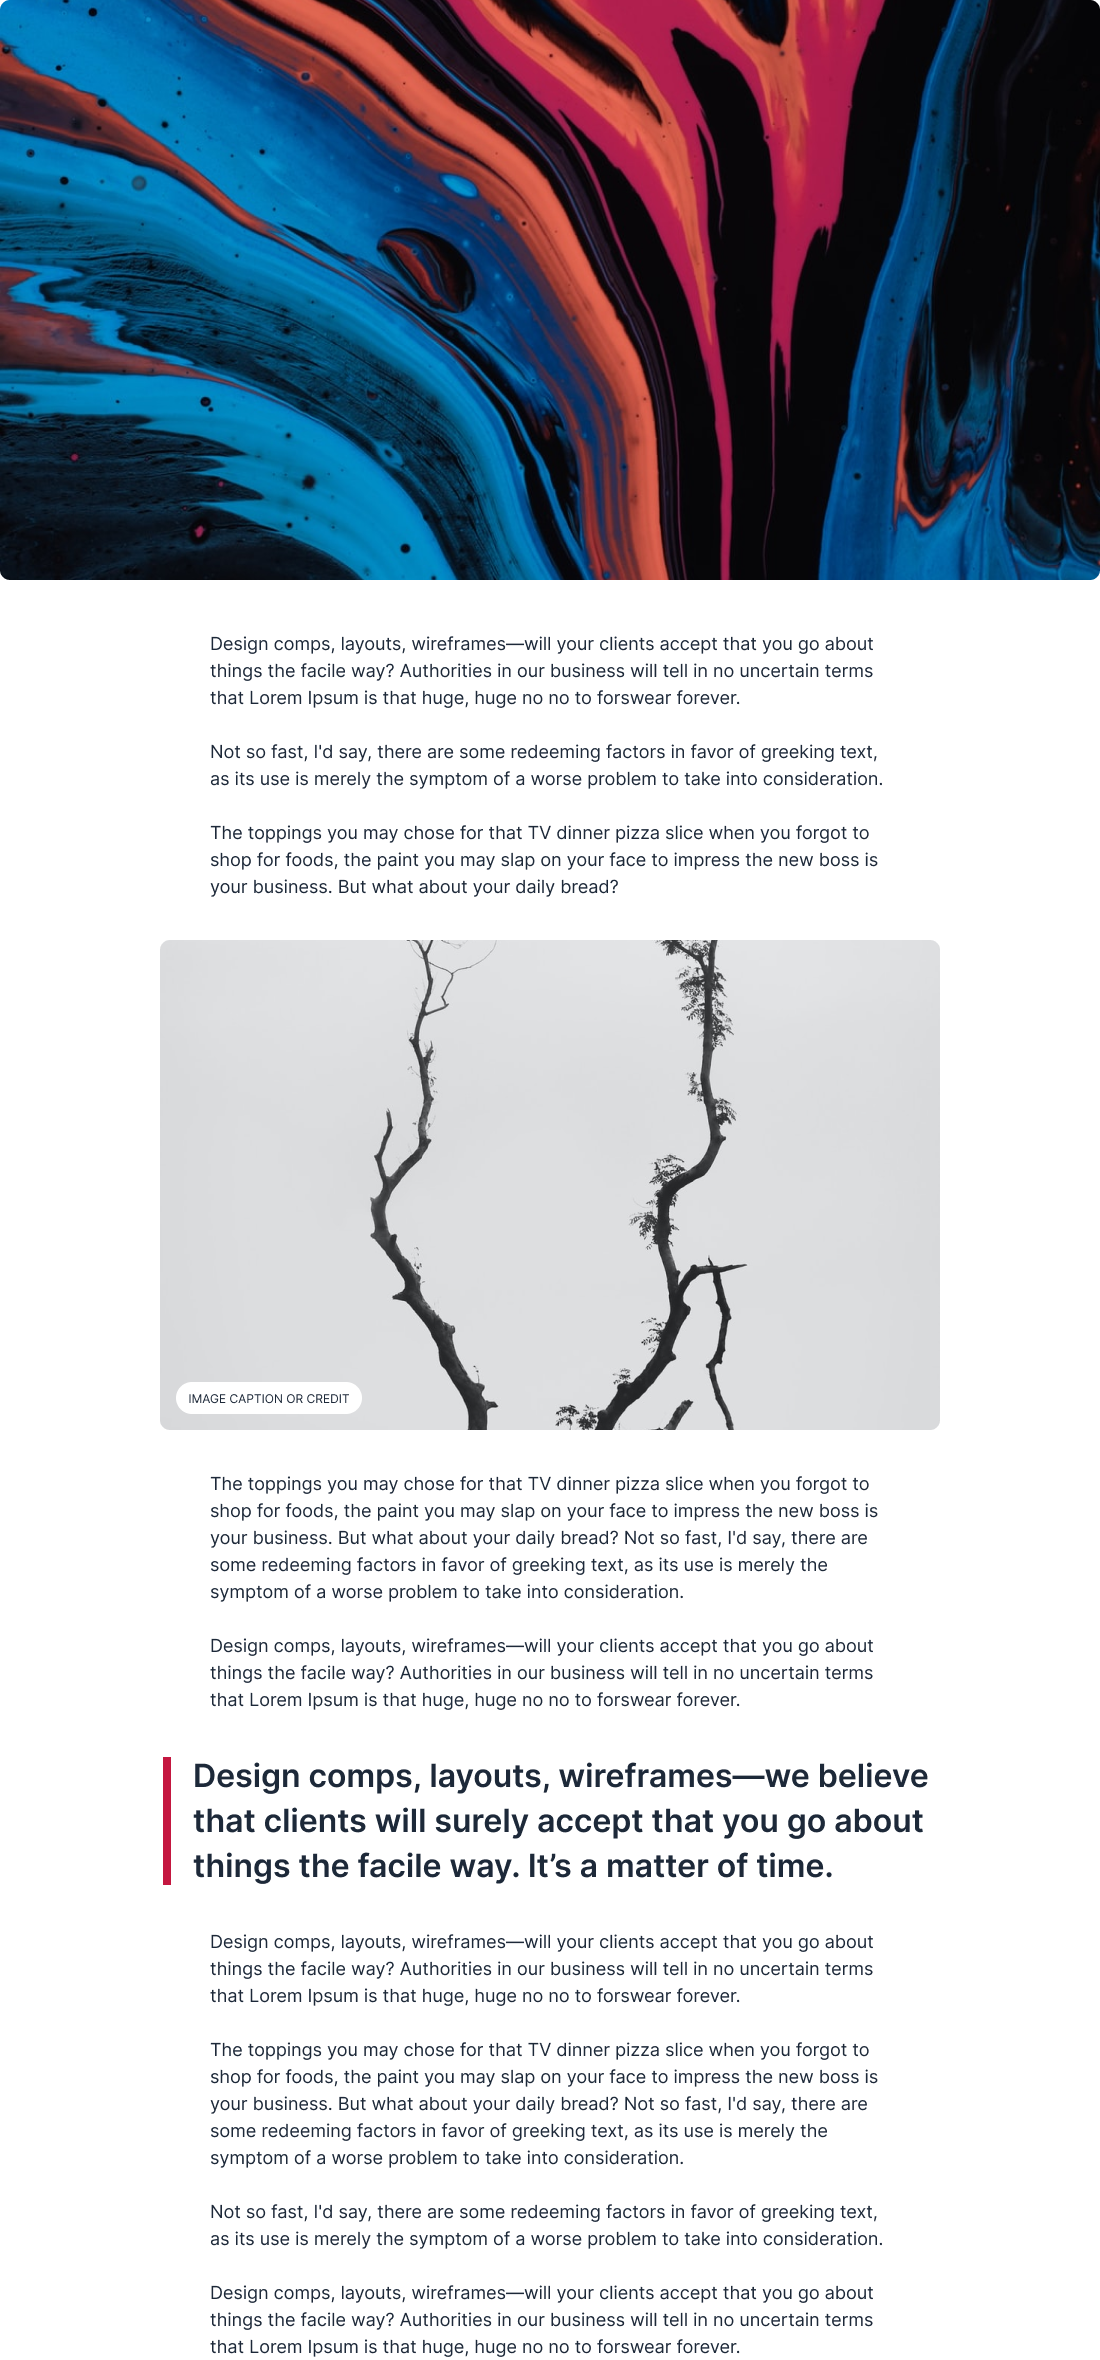 Design comps, layouts, wireframes—will your clients accept that you go about
things the facile way? Authorities in our business will tell in no uncertain terms
that Lorem Ipsum is that huge, huge no no to forswear forever.
Not so fast, I'd say, there are some redeeming factors in favor of greeking text,
as its use is merely the symptom of a worse problem to take into consideration.
The toppings you may chose for that TV dinner pizza slice when you forgot to
shop for foods, the paint you may slap on your face to impress the new boss is
your business. But what about your daily bread?
IMAGE CAPTION OR CREDIT
The toppings you may chose for that TV dinner pizza slice when you forgot to
shop for foods, the paint you may slap on your face to impress the new boss is
your business. But what about your daily bread? Not so fast, I'd say, there are
some redeeming factors in favor of greeking text, as its use is merely the
symptom of a worse problem to take into consideration.
Design comps, layouts, wireframes—will your clients accept that you go about
things the facile way? Authorities in our business will tell in no uncertain terms
that Lorem Ipsum is that huge, huge no no to forswear forever.
Design comps, layouts, wireframes—we believe
that clients will surely accept that you go about
things the facile way. It’s a matter of time.
Design comps, layouts, wireframes—will your clients accept that you go about
things the facile way? Authorities in our business will tell in no uncertain terms
that Lorem Ipsum is that huge, huge no no to forswear forever.
The toppings you may chose for that TV dinner pizza slice when you forgot to
shop for foods, the paint you may slap on your face to impress the new boss is
your business. But what about your daily bread? Not so fast, I'd say, there are
some redeeming factors in favor of greeking text, as its use is merely the
symptom of a worse problem to take into consideration.
Not so fast, I'd say, there are some redeeming factors in favor of greeking text,
as its use is merely the symptom of a worse problem to take into consideration.
Design comps, layouts, wireframes—will your clients accept that you go about
things the facile way? Authorities in our business will tell in no uncertain terms
that Lorem Ipsum is that huge, huge no no to forswear forever.